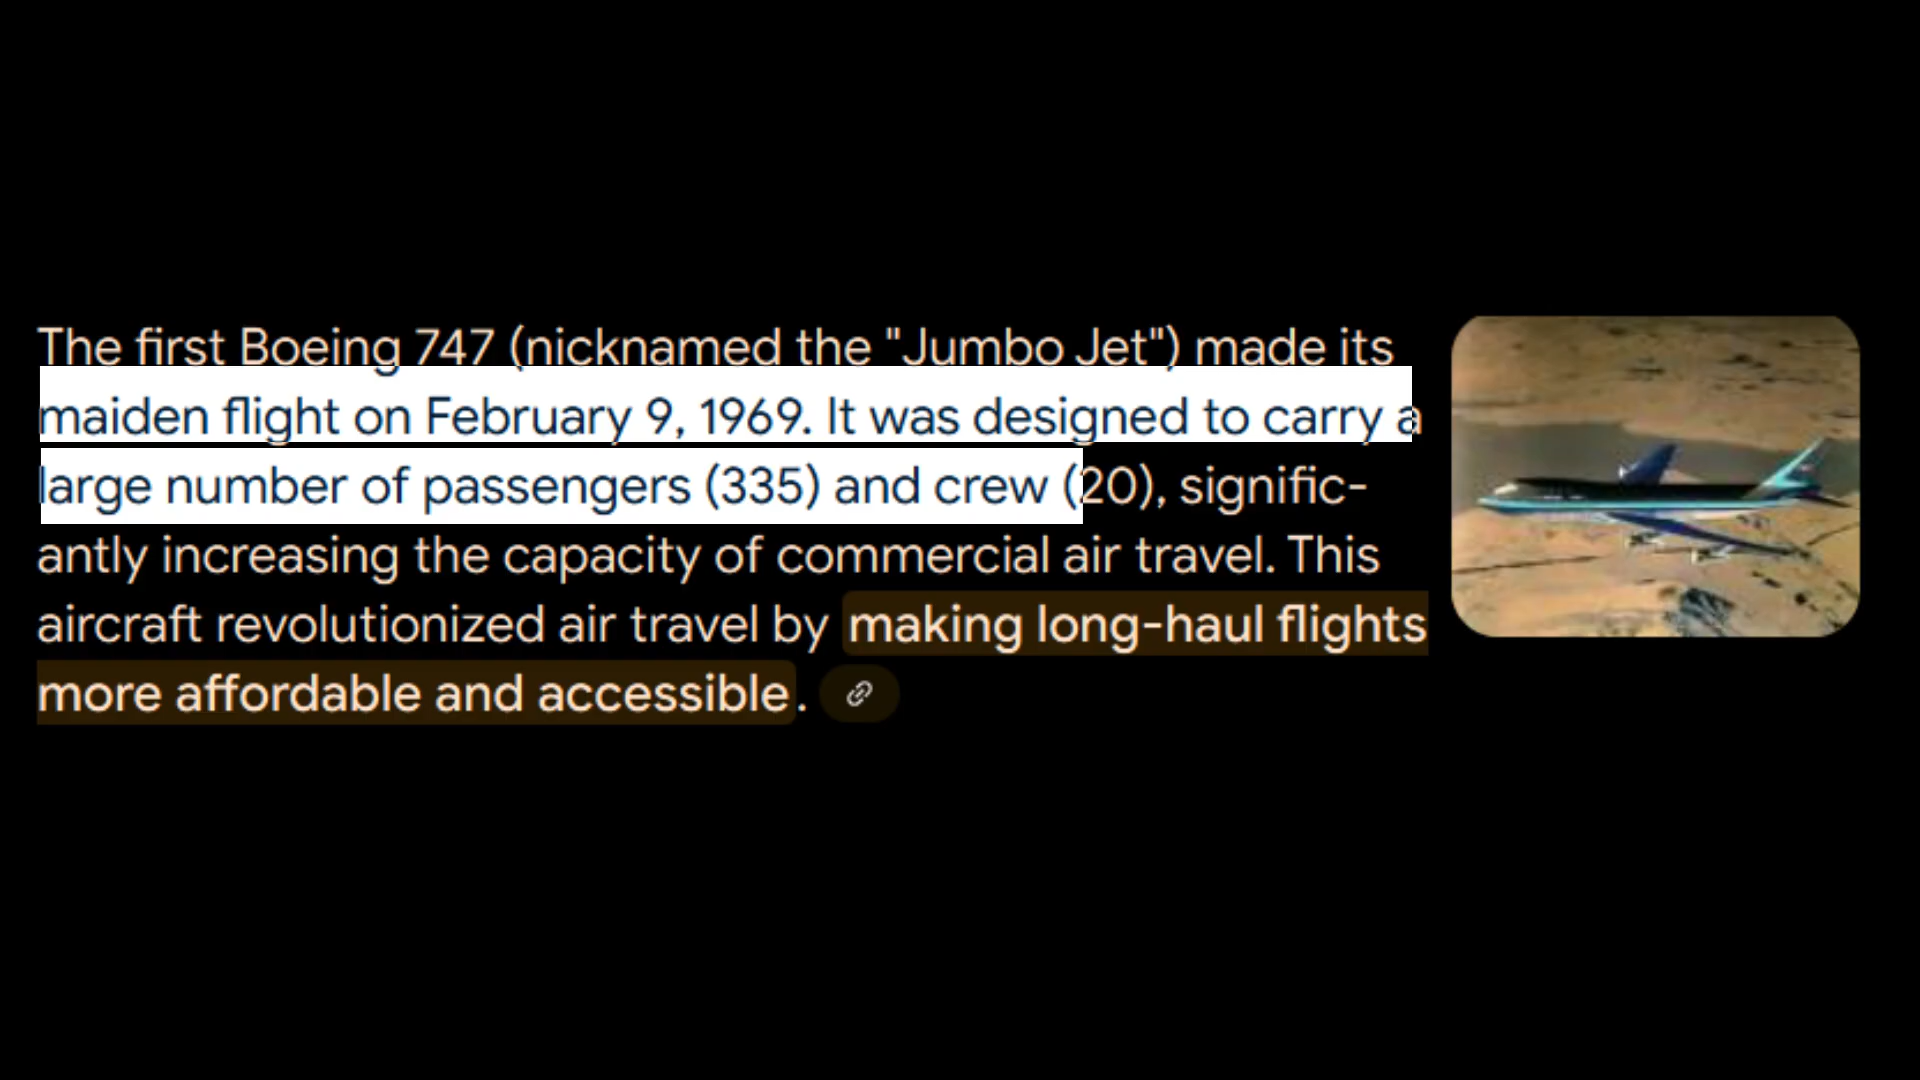 The first Boeing 747 (nicknamed the "Jumbo Jet") made its
maiden flight on February 9, 1969. It was designed to carry a
large number of passengers (335) and crew (20), signific-
antly increasing the capacity of commercial air travel. This
aircraft revolutionized air travel by making long-haul flights
more affordable and accessible.